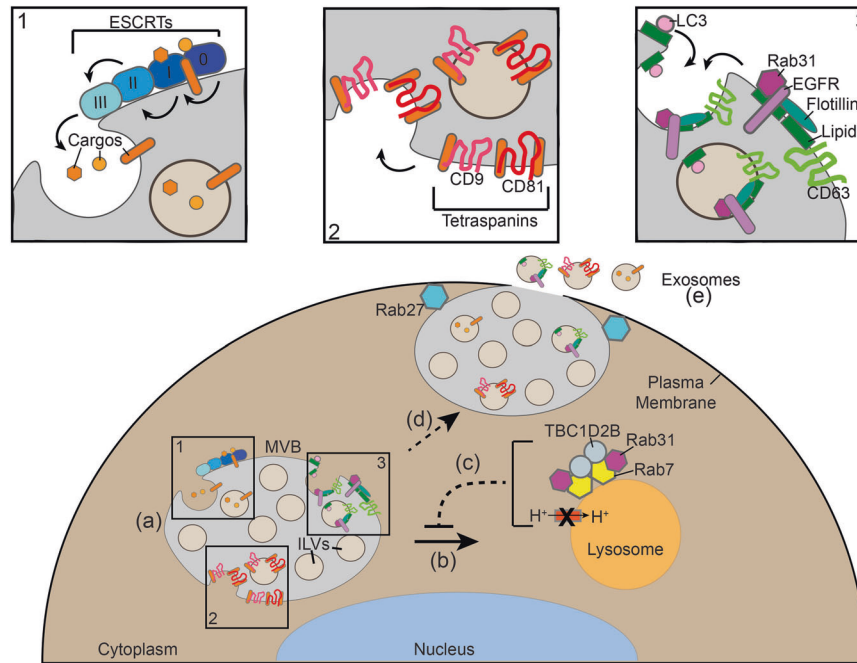 1
ESCRTs
0
I
II
III
Cargos
2
CD9
CD81
Tetraspanins
LC3
Rab31
EGFR
Flotillin
Lipid
CD63
Exosomes
(e)
Rab27
Plasma
Membrane
(d)
MVB
1
3
(a)
ILVs
2
(c)
(b)
TBC1D2B
Rab31
Rab7
H+
X
H+
Lysosome
Cytoplasm
Nucleus